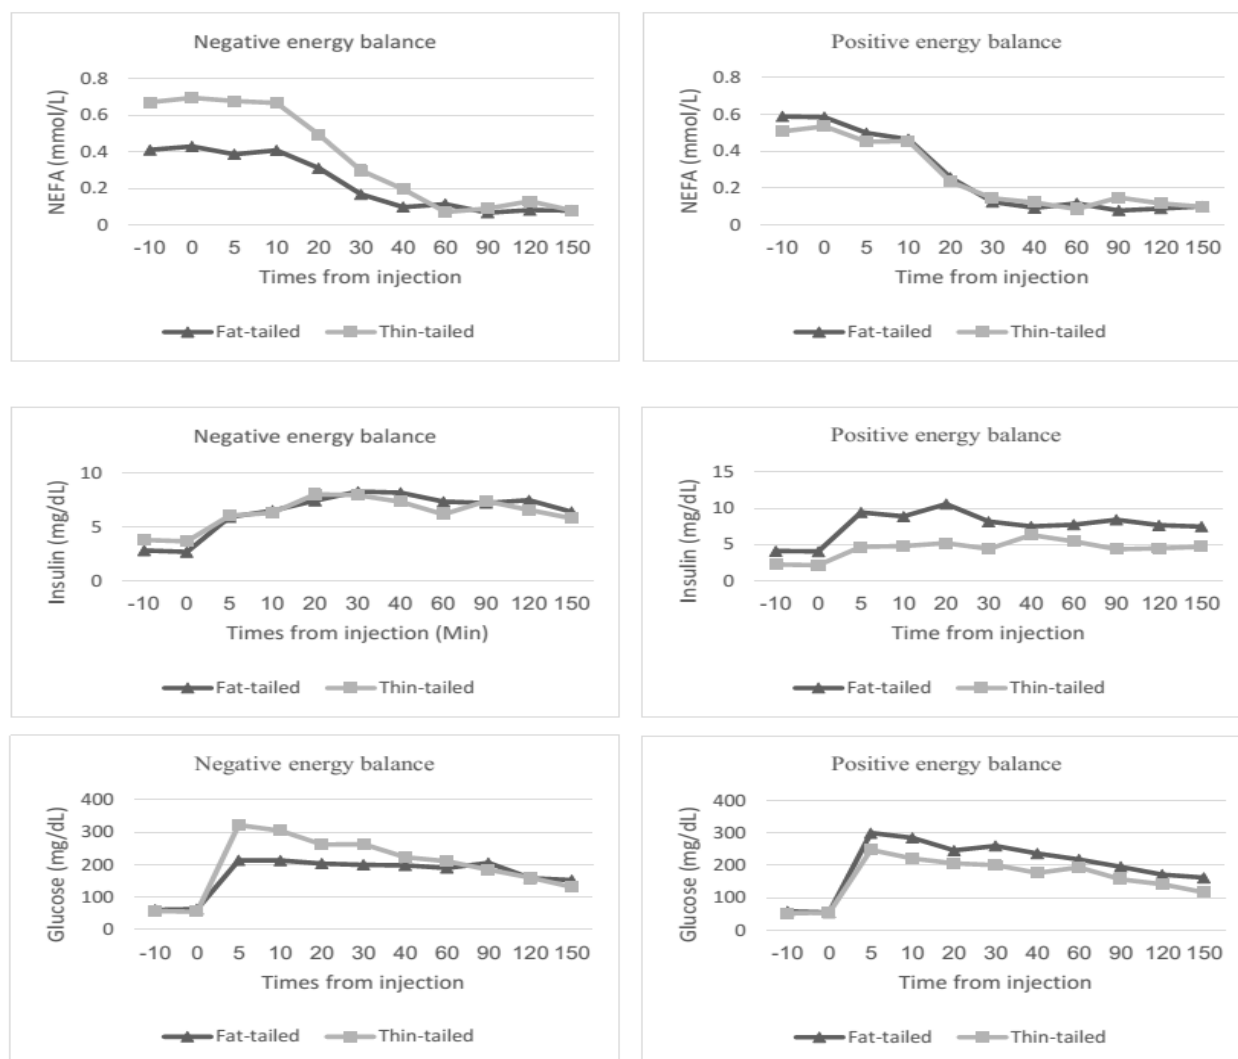 Negative energy balance
NEFA (mmol/L)
0.8
0.6
0.4
0.2
0
-10 0 5 10 20 30 40 60 90 120 150
Times from injection
Fat-tailed Thin-tailed
Positive energy balance
NEFA (mmol/L)
0.8
0.6
0.4
0.2
0
-10 0 5 10 20 30 40 60 90 120 150
Time from injection
Fat-tailed Thin-tailed
Negative energy balance
Insulin (mg/dL)
10
5
0
-10 0 5 10 20 30 40 60 90 120 150
Times from injection (Min)
Fat-tailed Thin-tailed
Positive energy balance
Insulin (mg/dL)
15
10
5
0
-10 0 5 10 20 30 40 60 90 120 150
Time from injection
Fat-tailed Thin-tailed
Negative energy balance
Glucose (mg/dL)
400
300
200
100
0
-10 0 5 10 20 30 40 60 90 120 150
Times from injection
Fat-tailed Thin-tailed
Positive energy balance
Glucose (mg/dL)
400
300
200
100
0
-10 0 5 10 20 30 40 60 90 120 150
Time from injection
Fat-tailed Thin-tailed